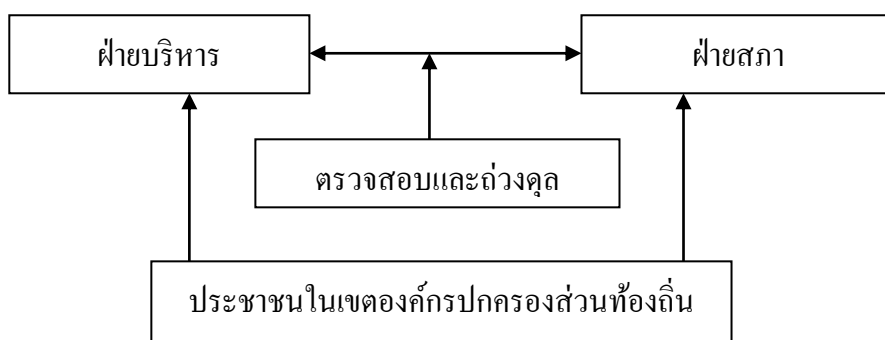 ฝ่ายบริหาร
ฝ่ายสภา
ตรวจสอบและถ่วงดุล
ประชาชนในเขตองค์กรปกครองส่วนท้องถิ่น